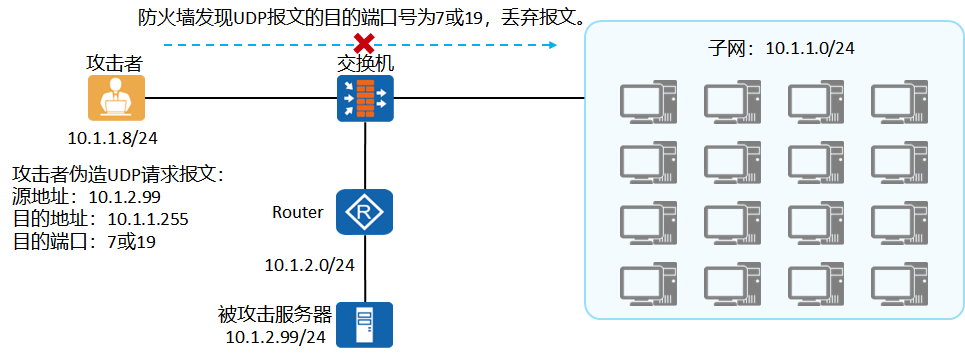 防火墙发现UDP报文的目的端口号为7或19，丢弃报文。
攻击者
交换机
子网：10.1.1.0/24
10.1.1.8/24
攻击者伪造UDP请求报文：
源地址：10.1.2.99
目的地址：10.1.1.255
目的端口：7或19
Router
R
10.1.2.0/24
被攻击服务器
10.1.2.99/24